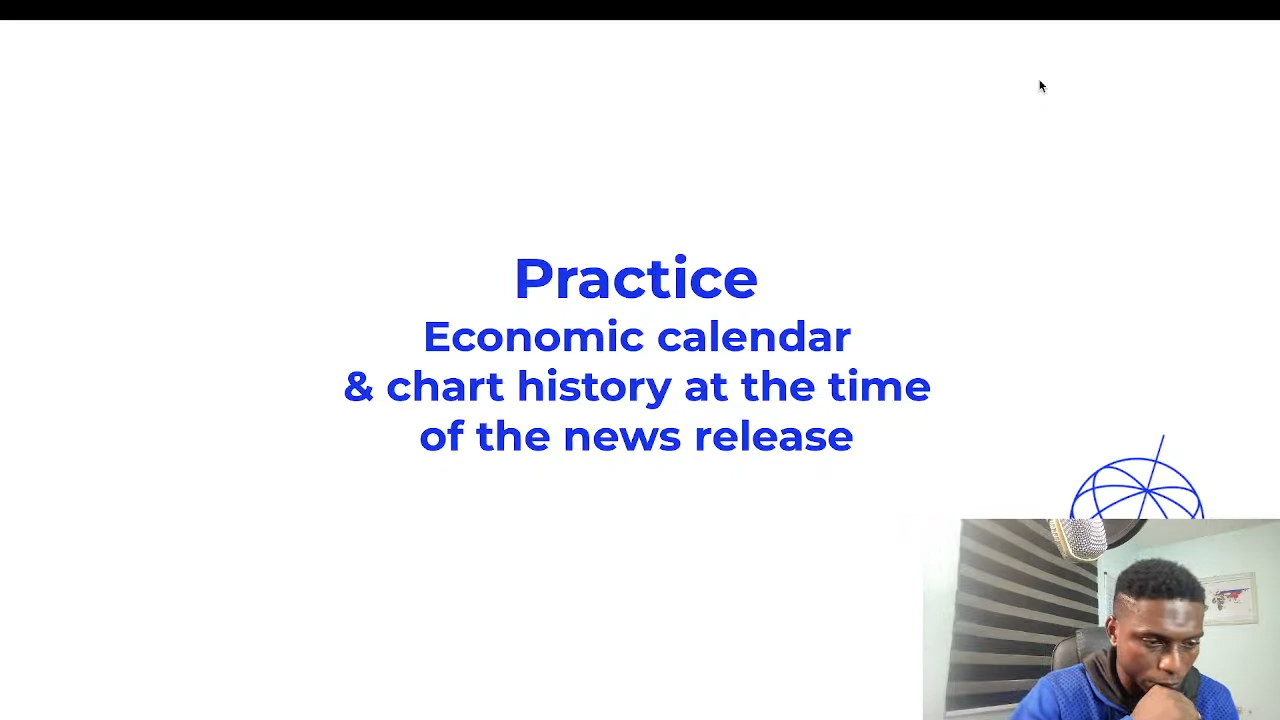 Practice
Economic calendar
& chart history at the time
of the news release